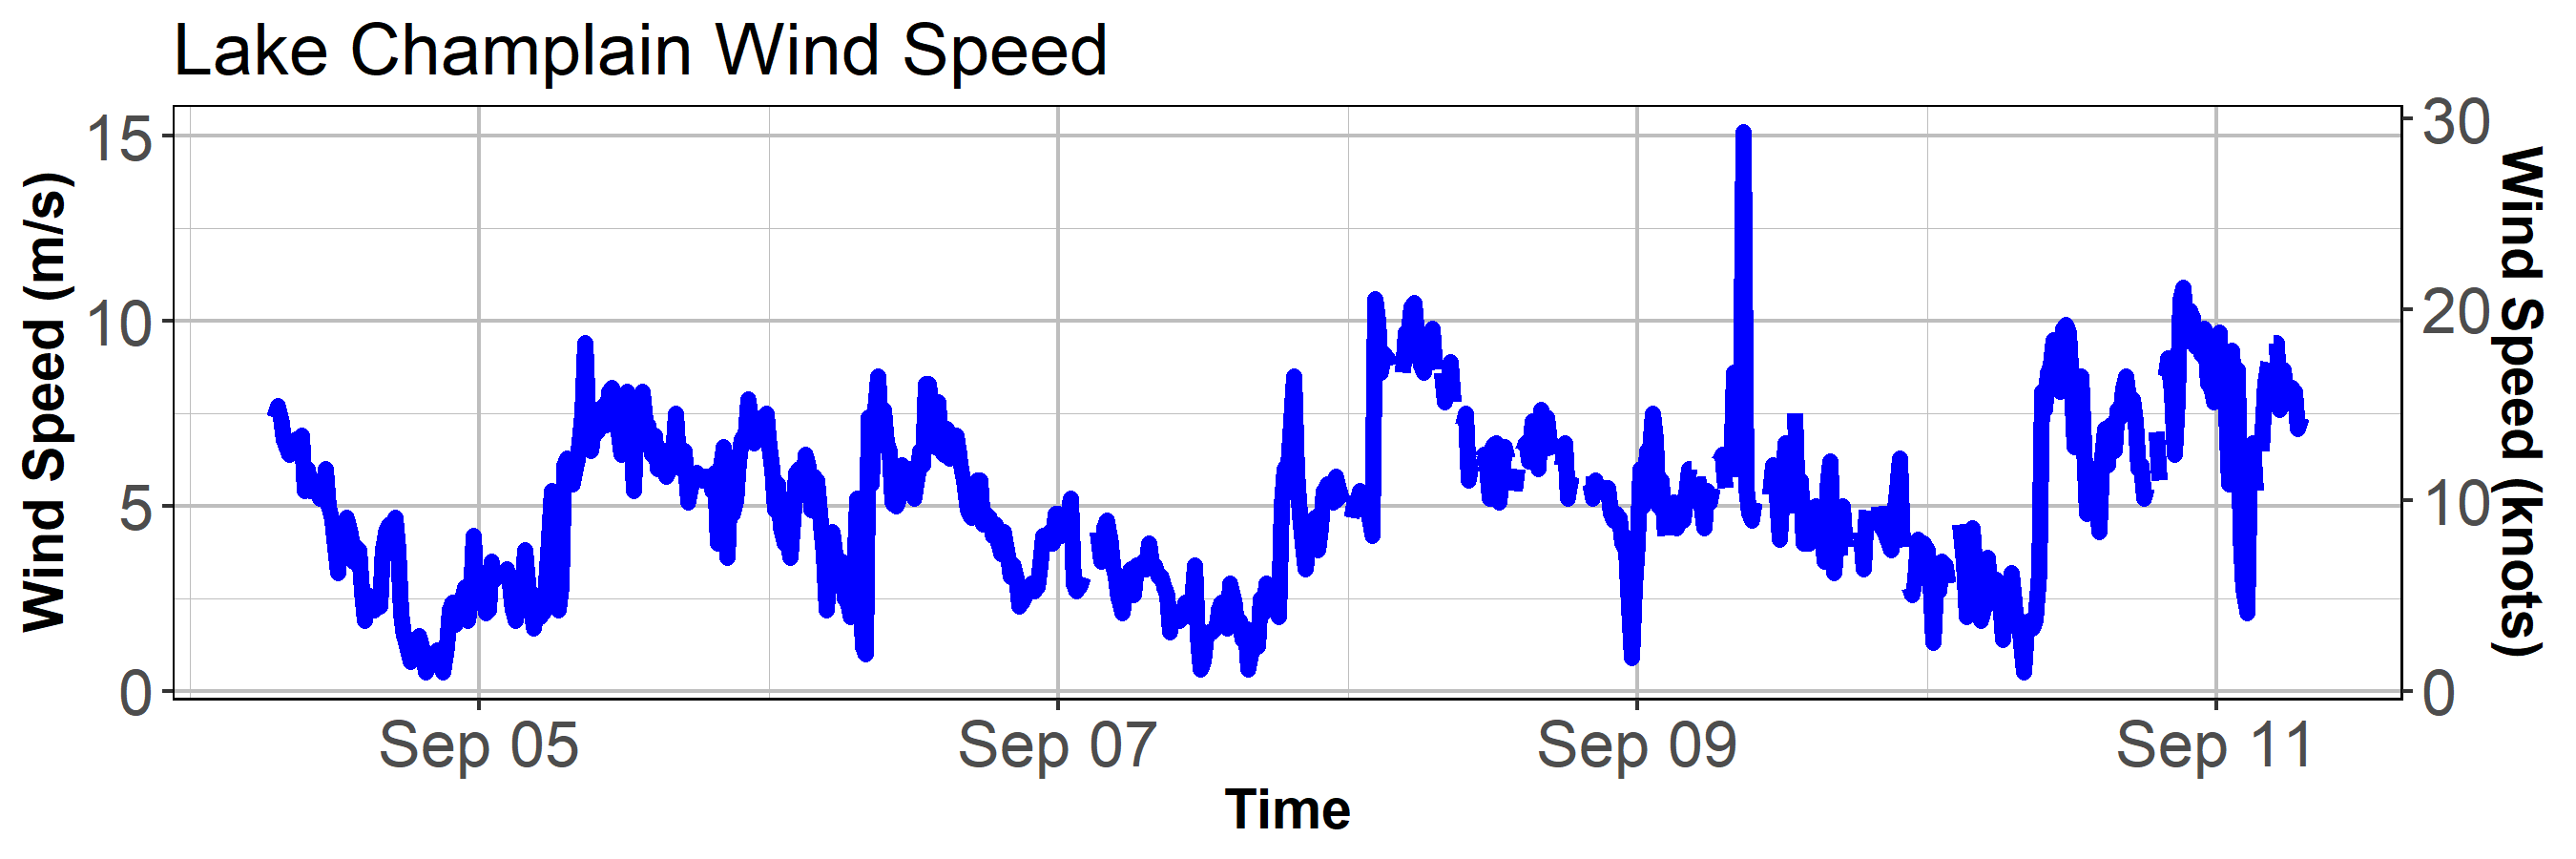 Lake Champlain Wind Speed
Wind Speed (m/s)
15
10
5
0
30
20
10
0
Wind Speed (knots)
Sep 05
Sep 07
Sep 09
Sep 11
Time